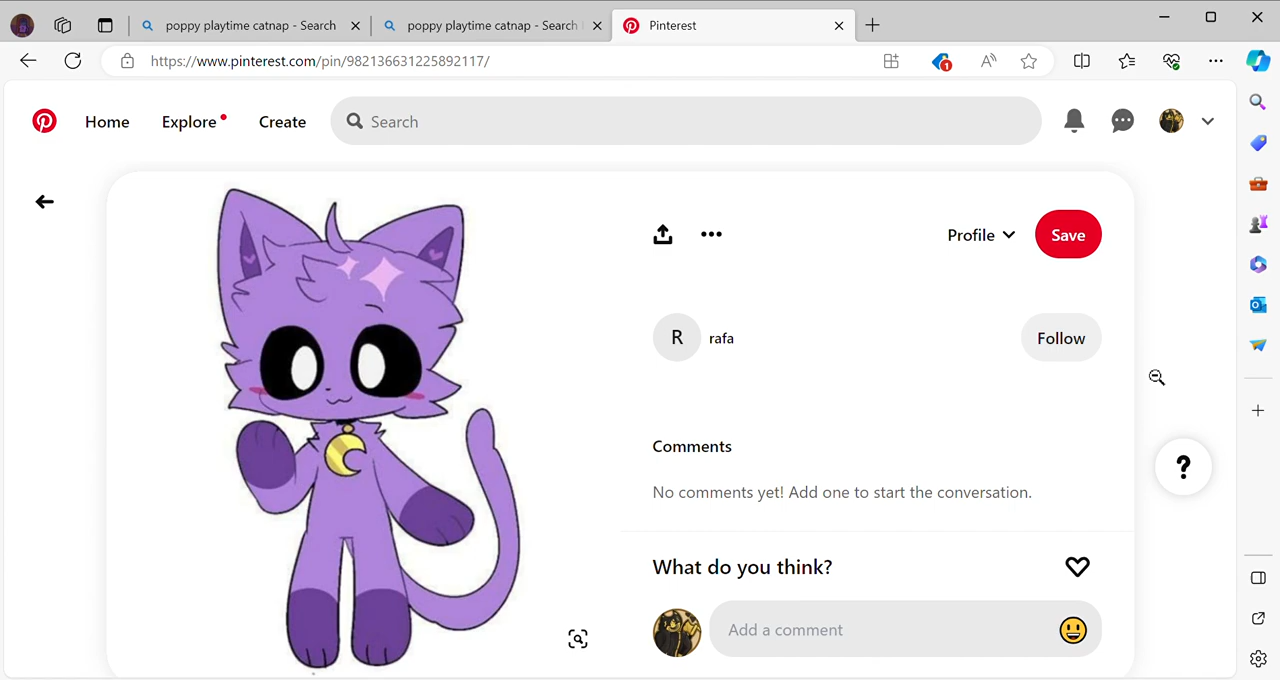 poppy playtime catnap - Search
poppy playtime catnap - Search
Pinterest
https://www.pinterest.com/pin/982136631225892117/
1
Home
Explore
Create
Search
Profile
Save
R
rafa
Follow
Comments
No comments yet! Add one to start the conversation.
?
What do you think?
Add a comment